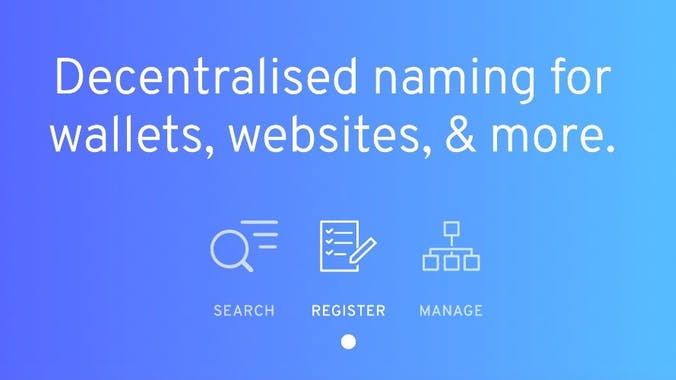 Decentralised naming for
wallets, websites, & more.
SEARCH
REGISTER
MANAGE